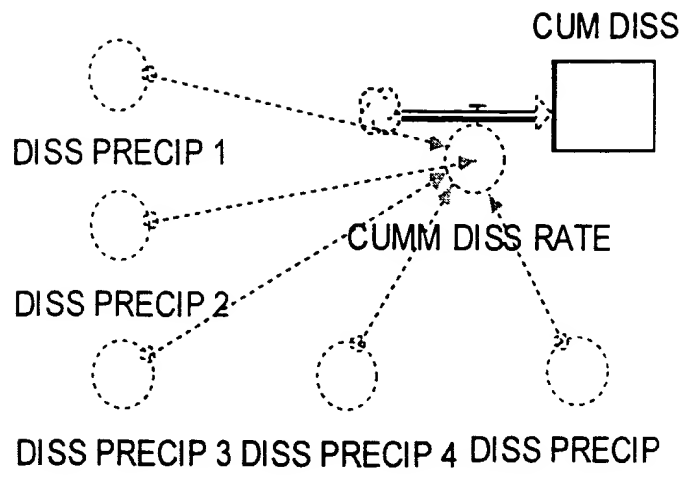 CUM DISS
DISS PRECIP 1
CUMM DISS RATE
DISS PRECIP 2
DISS PRECIP 3 DISS PRECIP 4 DISS PRECIP